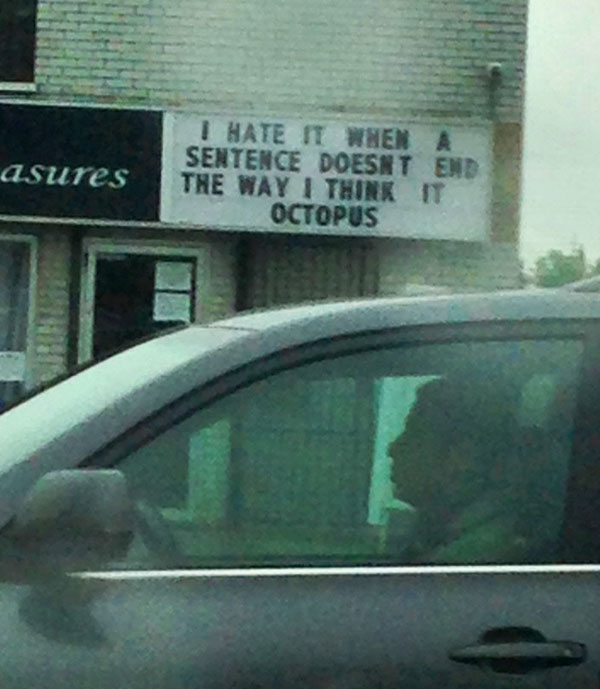 asures
I HATE IT WHEN A
SENTENCE DOESNT END
THE WAY I THINK IT
OCTOPUS